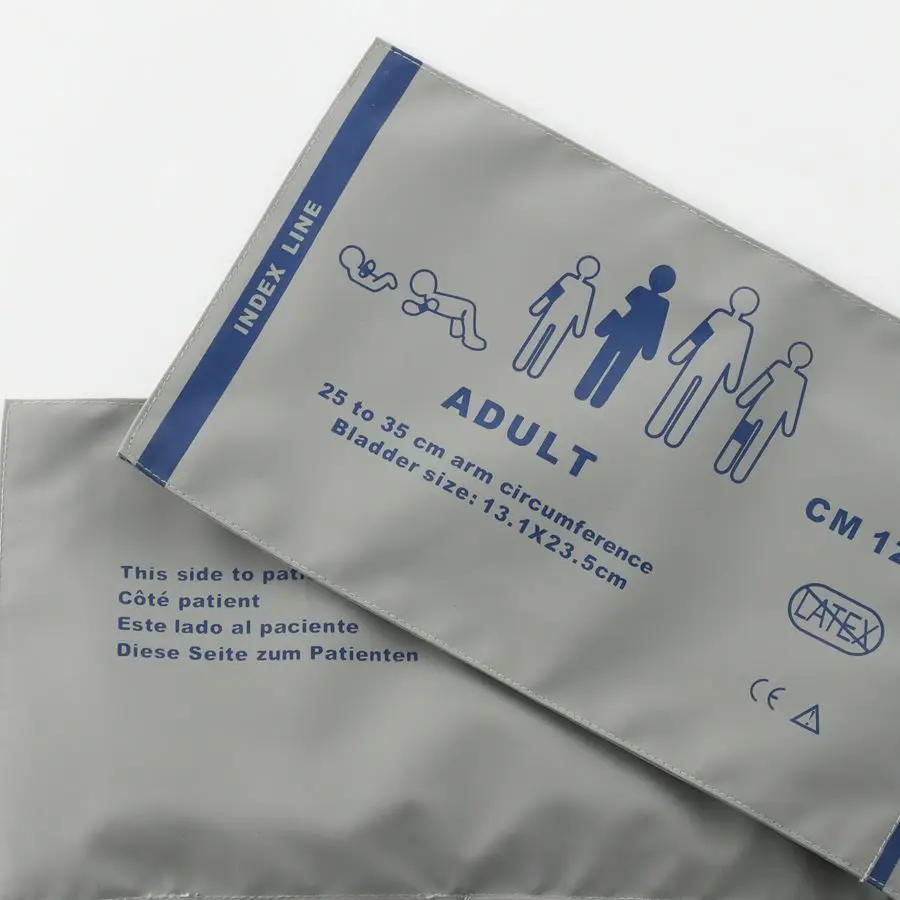 INDEX LINE
ADULT
25 to 35 cm arm circumference
Bladder size: 13.1X23.5cm
CM 12
LATEX
CE
This side to
Côté patient
Este lado al paciente
Diese Seite zum Patienten